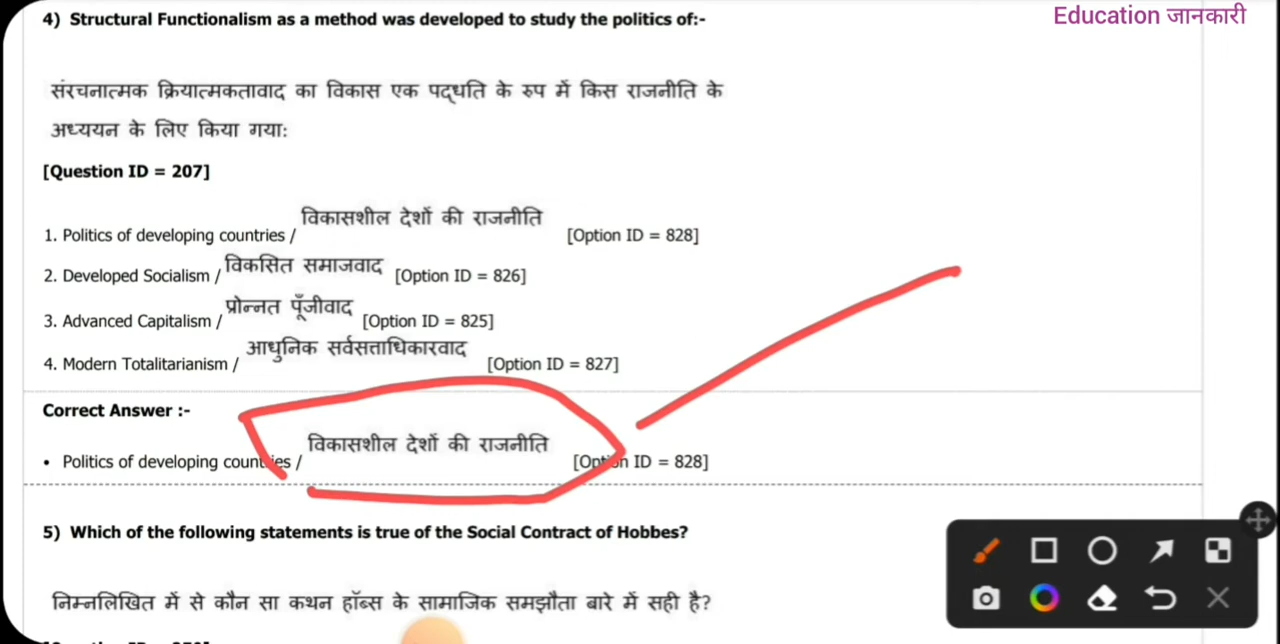 4) Structural Functionalism as a method was developed to study the politics of:-
Education जानकारी
संरचनात्मक क्रियात्मकतावाद का विकास एक पद्धति के रुप में किस राजनीति के
अध्ययन के लिए किया गया:
[Question ID = 207]
1. Politics of developing countries / विकासशील देशों की राजनीति [Option ID = 828]
2. Developed Socialism / विकसित समाजवाद [Option ID = 826]
3. Advanced Capitalism / प्रोन्नत पूँजीवाद [Option ID = 825]
4. Modern Totalitarianism / आधुनिक सर्वसत्ताधिकारवाद [Option ID = 827]
Correct Answer :-
• Politics of developing countries / विकासशील देशों की राजनीति [Option ID = 828]
5) Which of the following statements is true of the Social Contract of Hobbes?
निम्नलिखित में से कौन सा कथन हॉब्स के सामाजिक समझौता बारे में सही है?